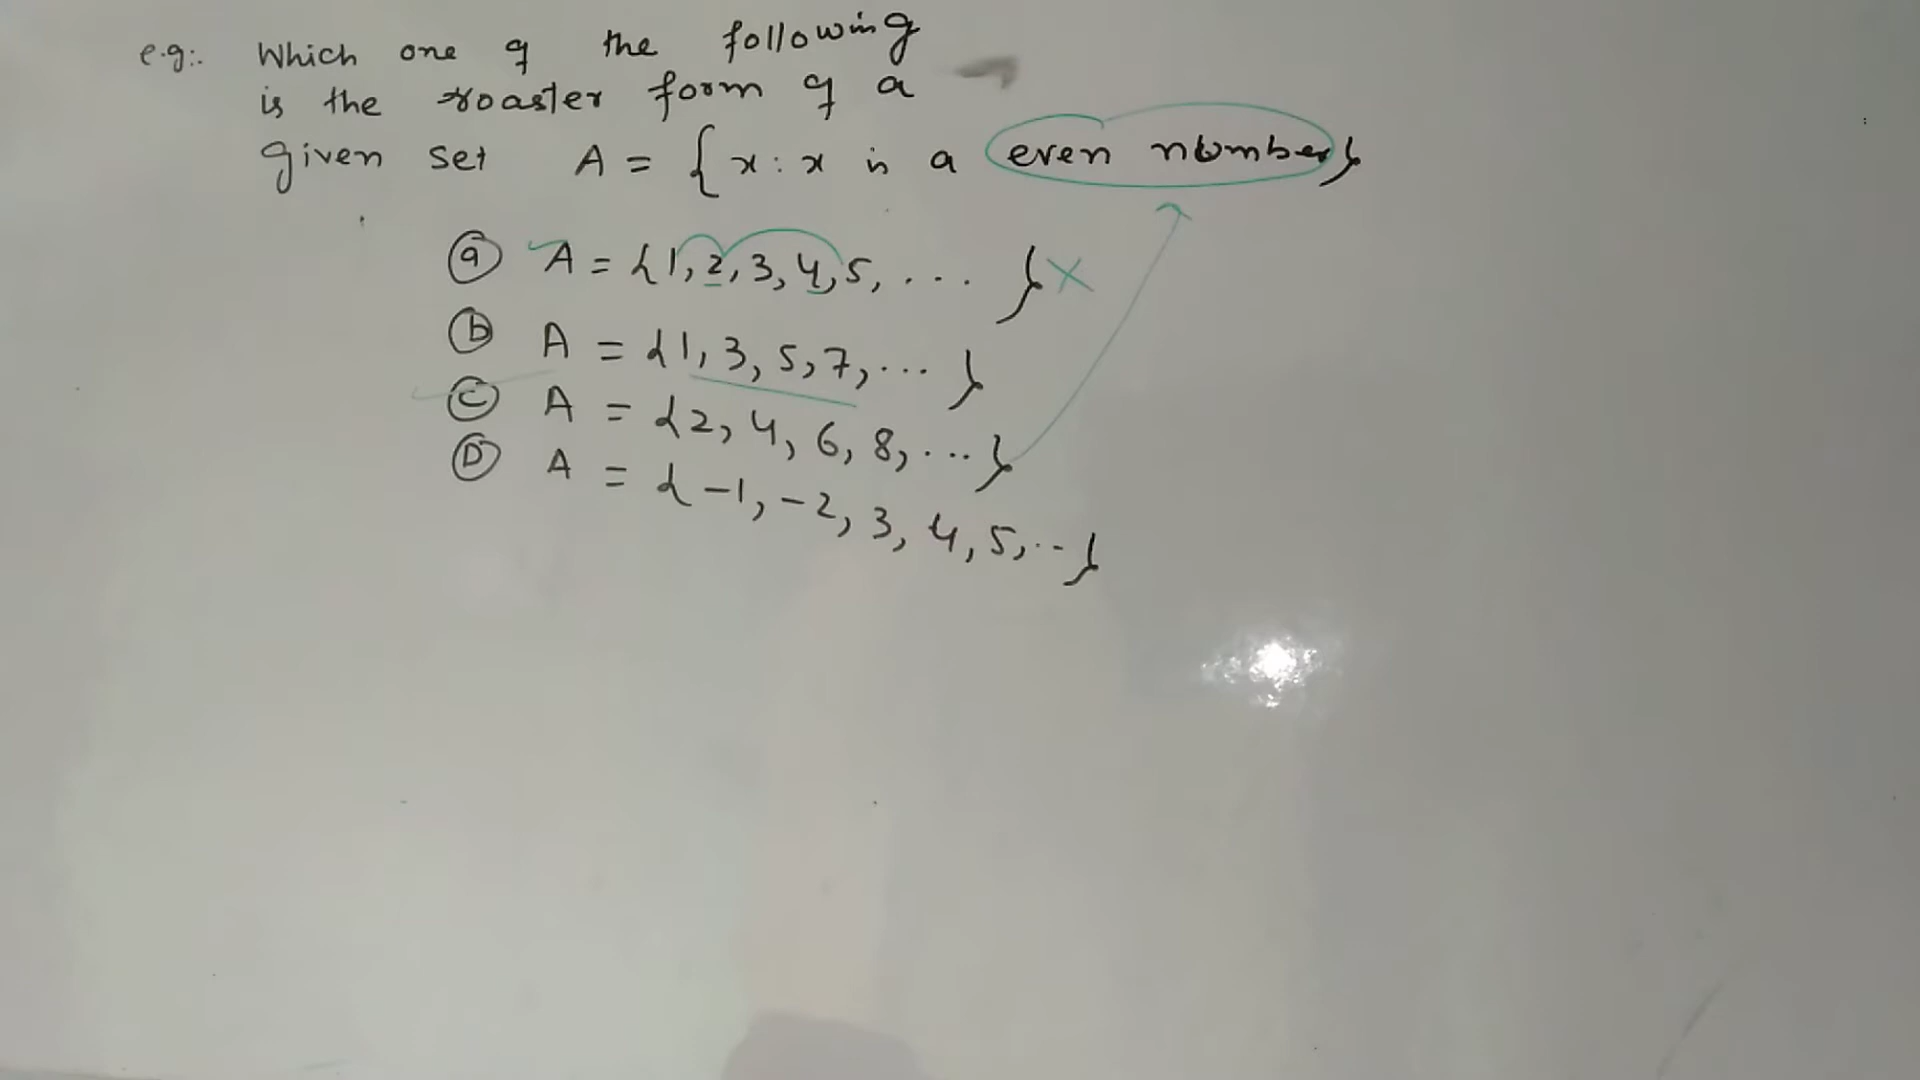 e.g:. Which one of the following
is the roaster form of a
given set A = { x : x is a even number}
(a) A = {1, 2, 3, 4, 5, ... } ×
(b) A = {1, 3, 5, 7, ... }
(c) A = {2, 4, 6, 8, ... }
(D) A = {-1, -2, 3, 4, 5, .. }